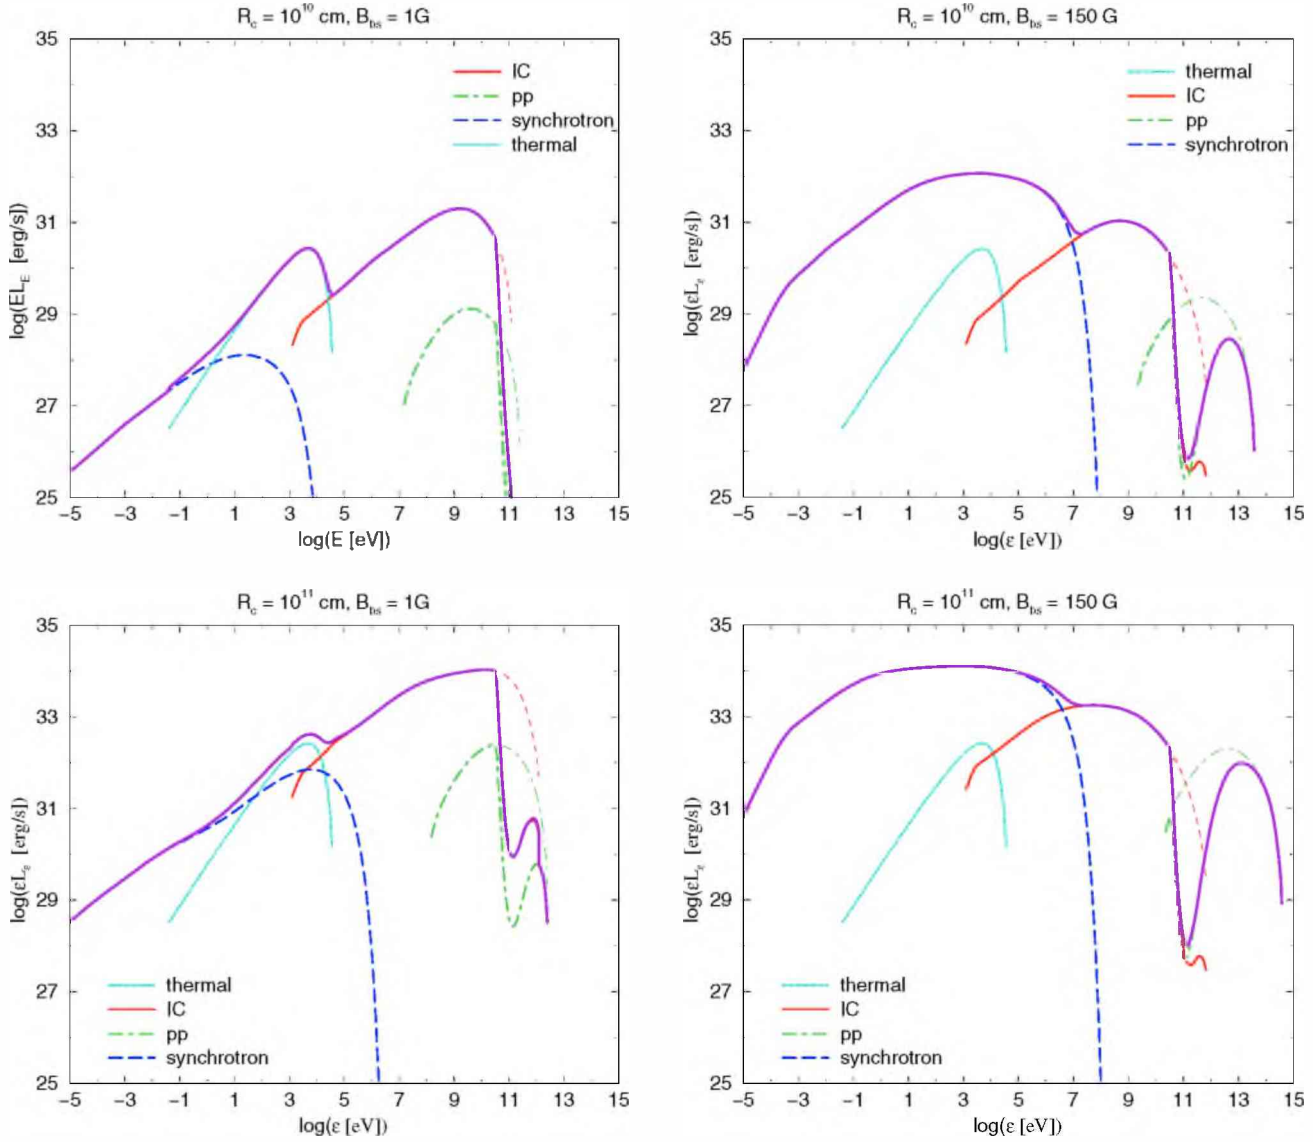 R_c = 10^10 cm, B_bs = 1G
35
33
31
29
27
25
log(EL_E [erg/s])
IC
pp
synchrotron
thermal
−5 −3 −1 1 3 5 7 9 11 13 15
log(E [eV])
R_c = 10^10 cm, B_bs = 150 G
35
33
31
29
27
25
log(εL_ε [erg/s])
thermal
IC
pp
synchrotron
−5 −3 −1 1 3 5 7 9 11 13 15
log(ε [eV])
R_c = 10^11 cm, B_bs = 1G
35
33
31
29
27
25
log(εL_ε [erg/s])
thermal
IC
pp
synchrotron
−5 −3 −1 1 3 5 7 9 11 13 15
log(ε [eV])
R_c = 10^11 cm, B_bs = 150 G
35
33
31
29
27
25
log(εL_ε [erg/s])
thermal
IC
pp
synchrotron
−5 −3 −1 1 3 5 7 9 11 13 15
log(ε [eV])